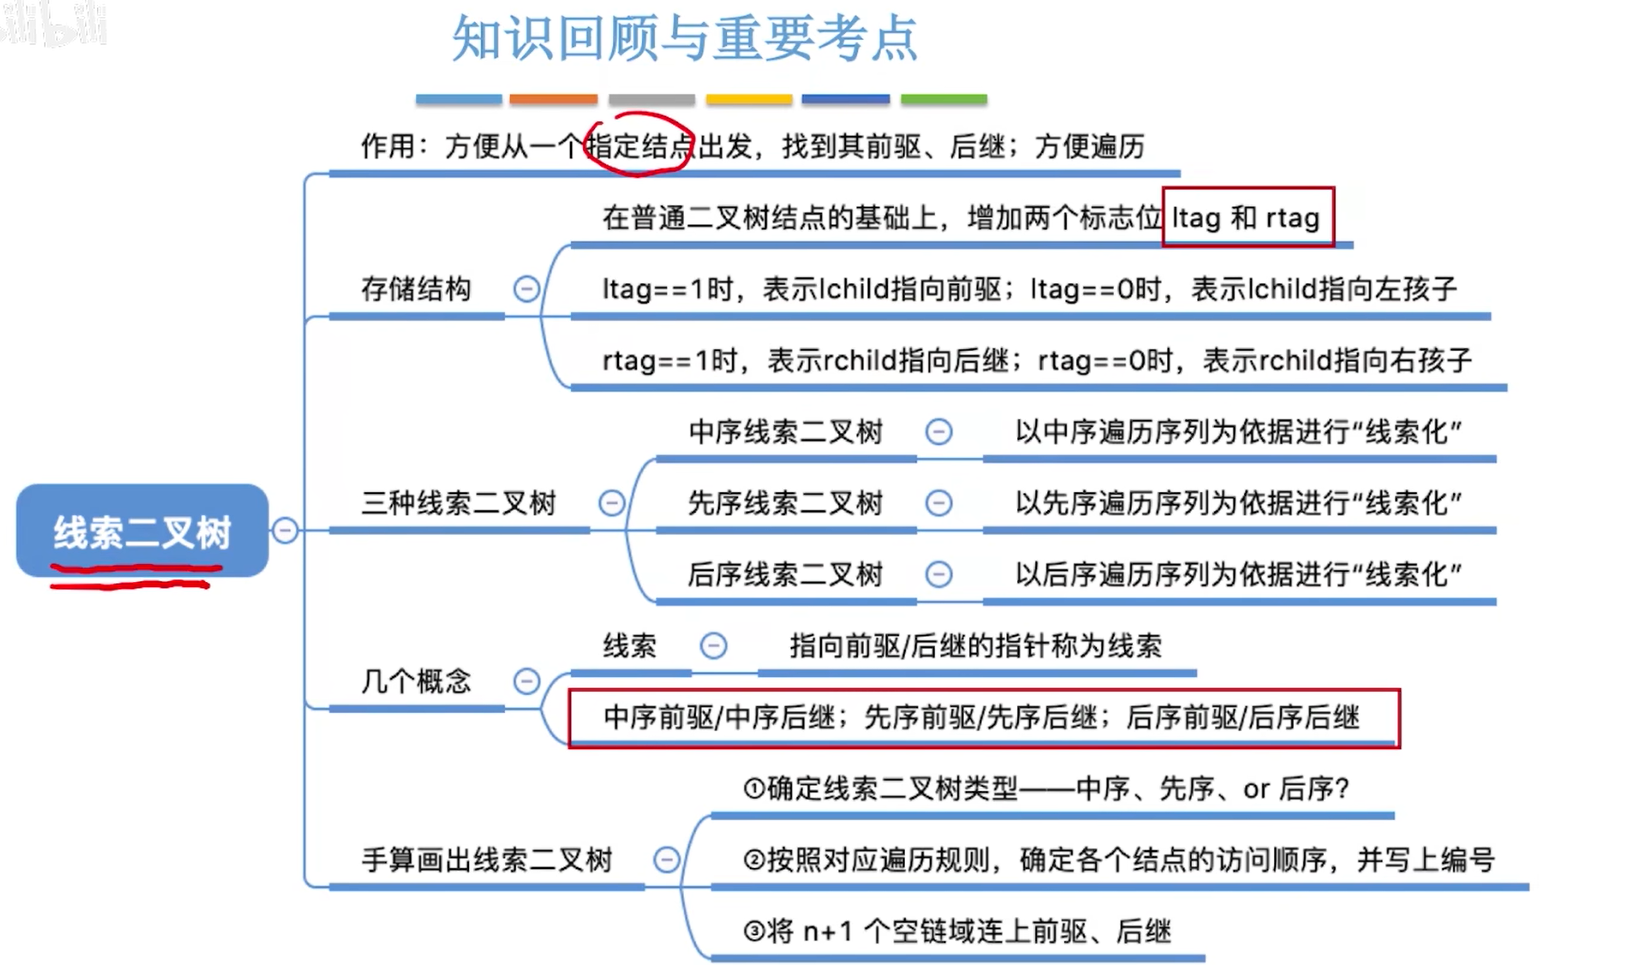 知识回顾与重要考点
作用：方便从一个指定结点出发，找到其前驱、后继；方便遍历
在普通二叉树结点的基础上，增加两个标志位 ltag 和 rtag
存储结构
ltag==1时，表示lchild指向前驱；ltag==0时，表示lchild指向左孩子
rtag==1时，表示rchild指向后继；rtag==0时，表示rchild指向右孩子
中序线索二叉树
以中序遍历序列为依据进行“线索化”
三种线索二叉树
先序线索二叉树
以先序遍历序列为依据进行“线索化”
线索二叉树
后序线索二叉树
以后序遍历序列为依据进行“线索化”
线索
指向前驱/后继的指针称为线索
几个概念
中序前驱/中序后继；先序前驱/先序后继；后序前驱/后序后继
①确定线索二叉树类型——中序、先序、or 后序？
手算画出线索二叉树
②按照对应遍历规则，确定各个结点的访问顺序，并写上编号
③将 n+1 个空链域连上前驱、后继